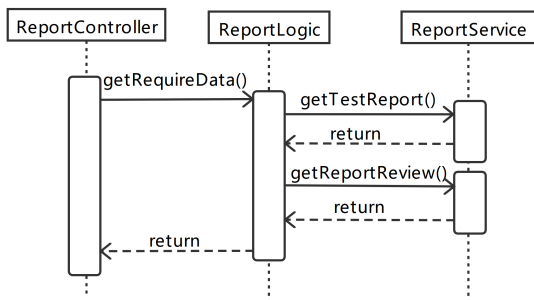 ReportController
ReportLogic
ReportService
getRequireData()
getTestReport()
return
getReportReview()
return
return